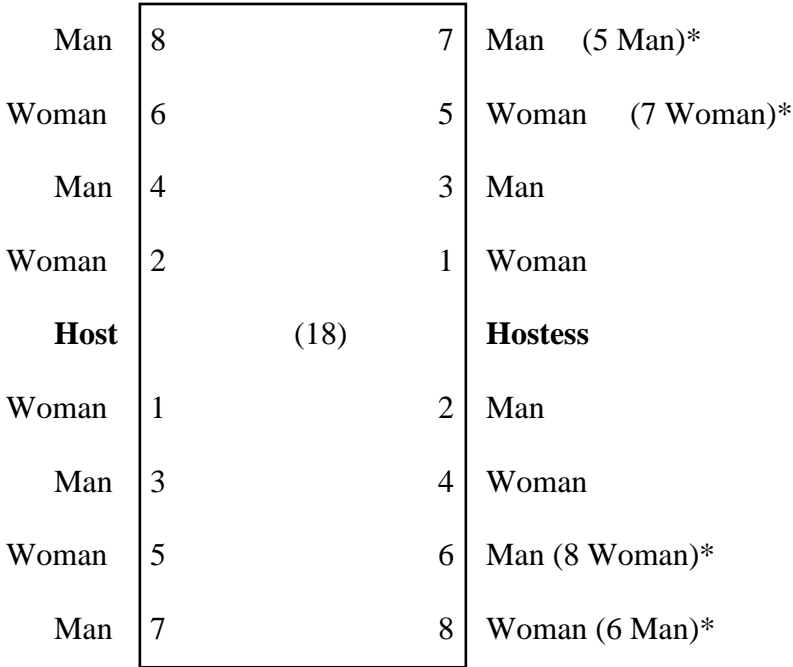 Man 8 7 Man (5 Man)*
Woman 6 5 Woman (7 Woman)*
Man 4 3 Man
Woman 2 1 Woman
Host (18) Hostess
Woman 1 2 Man
Man 3 4 Woman
Woman 5 6 Man (8 Woman)*
Man 7 8 Woman (6 Man)*